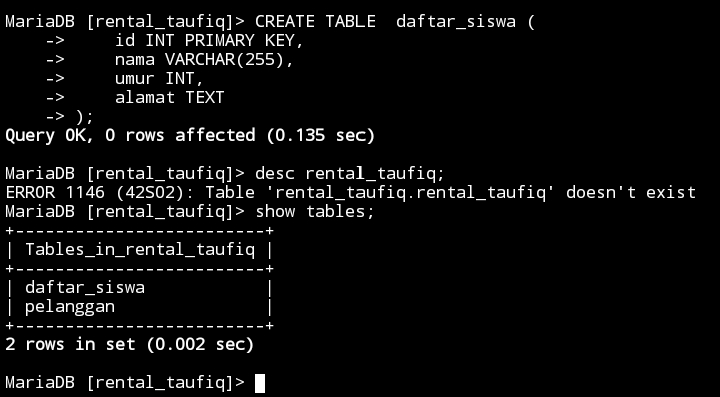 MariaDB [rental_taufiq]> CREATE TABLE  daftar_siswa (
    ->     id INT PRIMARY KEY,
    ->     nama VARCHAR(255),
    ->     umur INT,
    ->     alamat TEXT
    -> );
Query OK, 0 rows affected (0.135 sec)

MariaDB [rental_taufiq]> desc rental_taufiq;
ERROR 1146 (42S02): Table 'rental_taufiq.rental_taufiq' doesn't exist
MariaDB [rental_taufiq]> show tables;
+-------------------------+
| Tables_in_rental_taufiq |
+-------------------------+
| daftar_siswa            |
| pelanggan               |
+-------------------------+
2 rows in set (0.002 sec)

MariaDB [rental_taufiq]>